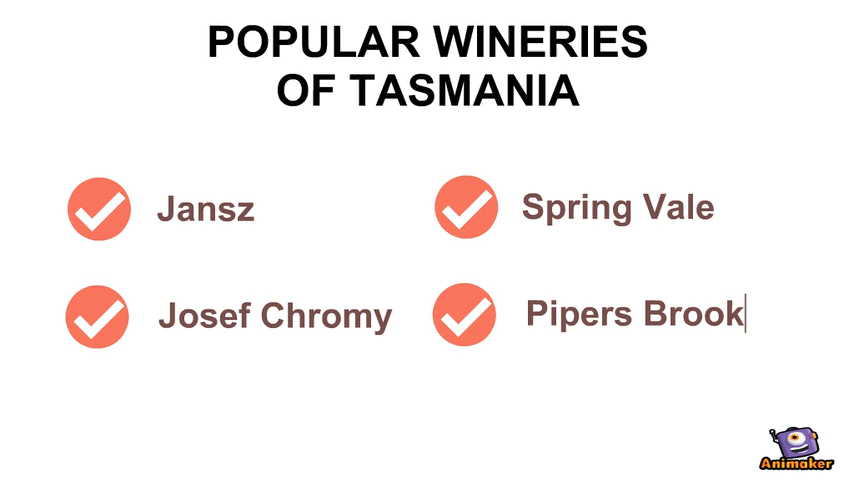 POPULAR WINERIES
OF TASMANIA
Jansz
Spring Vale
Josef Chromy
Pipers Brook
Animaker